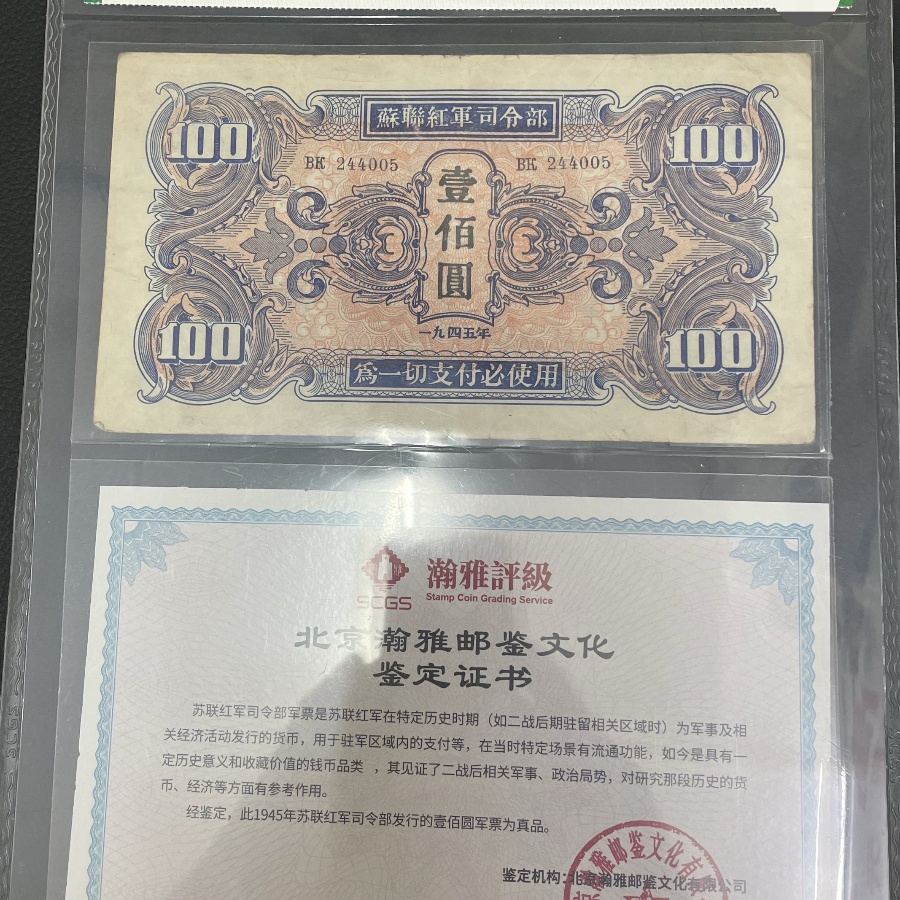 蘇聯紅軍司令部
100
100
BK 244005
BK 244005
壹佰圓
一九四五年
100
100
為一切支付必使用
瀚雅評級
SCGS
Stamp Coin Grading Service
北京瀚雅邮鉴文化
鉴定证书
苏联红军司令部军票是苏联红军在特定历史时期（如二战后期驻留相关区域时）为军事及相
关经济活动发行的货币，用于驻军区域内的支付等，在当时特定场景有流通功能，如今是具有一
定历史意义和收藏价值的钱币品类 ，其见证了二战后相关军事、政治局势，对研究那段历史的货
币、经济等方面有参考作用。
经鉴定，此1945年苏联红军司令部发行的壹佰圆军票为真品。
鉴定机构:北京瀚雅邮鉴文化有限公司
瀚雅邮鉴文化有限